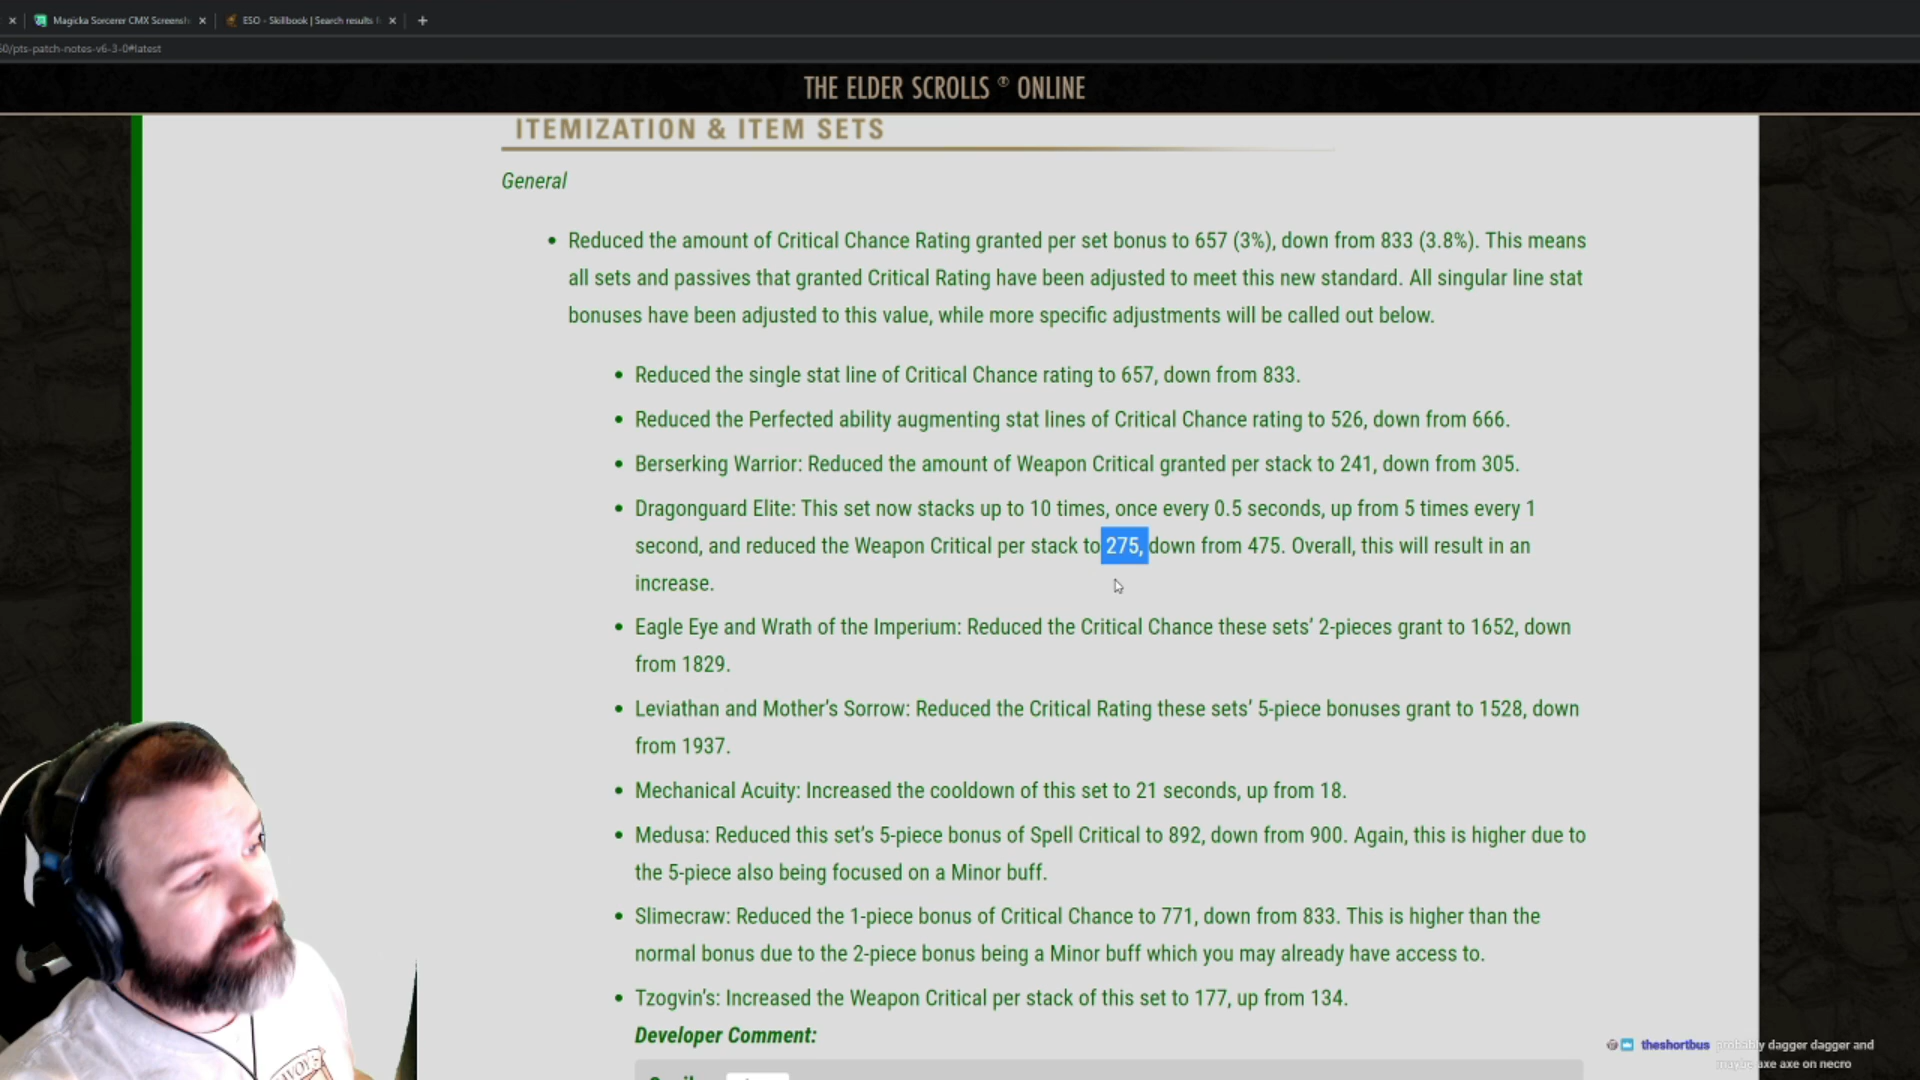 Magicka Sorcerer CMX Screensh
ESO - Skillbook | Search results f
/pts-patch-notes-v6-3-0#latest
THE ELDER SCROLLS ® ONLINE
ITEMIZATION & ITEM SETS
General
• Reduced the amount of Critical Chance Rating granted per set bonus to 657 (3%), down from 833 (3.8%). This means
all sets and passives that granted Critical Rating have been adjusted to meet this new standard. All singular line stat
bonuses have been adjusted to this value, while more specific adjustments will be called out below.
• Reduced the single stat line of Critical Chance rating to 657, down from 833.
• Reduced the Perfected ability augmenting stat lines of Critical Chance rating to 526, down from 666.
• Berserking Warrior: Reduced the amount of Weapon Critical granted per stack to 241, down from 305.
• Dragonguard Elite: This set now stacks up to 10 times, once every 0.5 seconds, up from 5 times every 1
second, and reduced the Weapon Critical per stack to 275, down from 475. Overall, this will result in an
increase.
• Eagle Eye and Wrath of the Imperium: Reduced the Critical Chance these sets’ 2-pieces grant to 1652, down
from 1829.
• Leviathan and Mother’s Sorrow: Reduced the Critical Rating these sets’ 5-piece bonuses grant to 1528, down
from 1937.
• Mechanical Acuity: Increased the cooldown of this set to 21 seconds, up from 18.
• Medusa: Reduced this set’s 5-piece bonus of Spell Critical to 892, down from 900. Again, this is higher due to
the 5-piece also being focused on a Minor buff.
• Slimecraw: Reduced the 1-piece bonus of Critical Chance to 771, down from 833. This is higher than the
normal bonus due to the 2-piece bonus being a Minor buff which you may already have access to.
• Tzogvin’s: Increased the Weapon Critical per stack of this set to 177, up from 134.
Developer Comment:
theshortbus probably dagger dagger and
maybe axe axe on necro